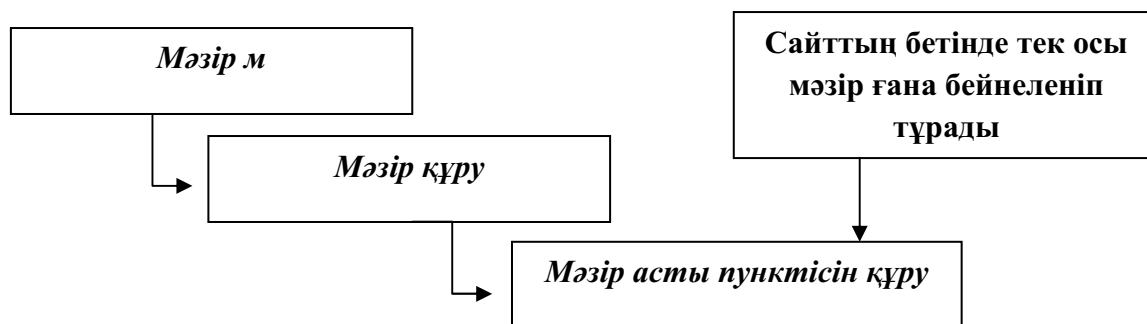 Мәзір м
Сайттың бетінде тек осы
мәзір ғана бейнеленіп
тұрады
Мәзір құру
Мәзір асты пунктісін құру